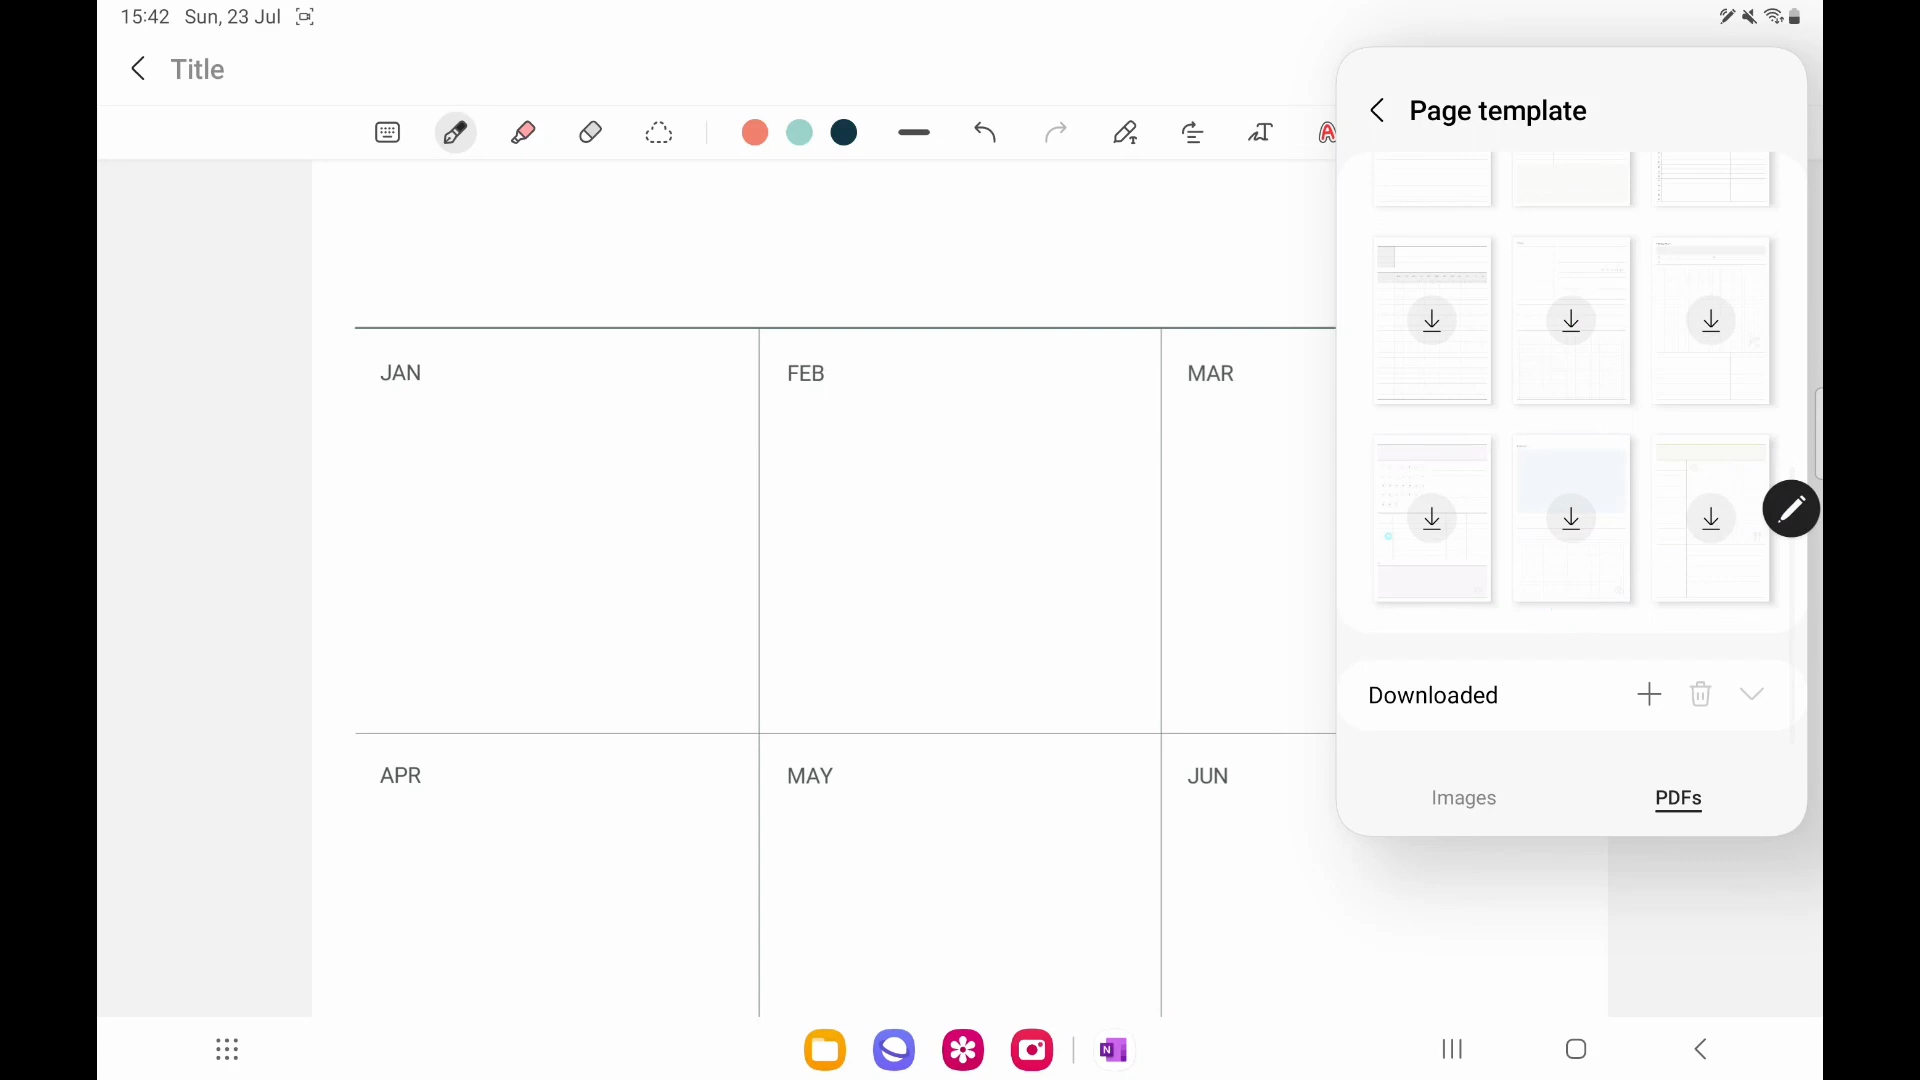 15:42 Sun, 23 Jul
Title
Page template
JAN
FEB
MAR
APR
MAY
JUN
Downloaded
Images
PDFs